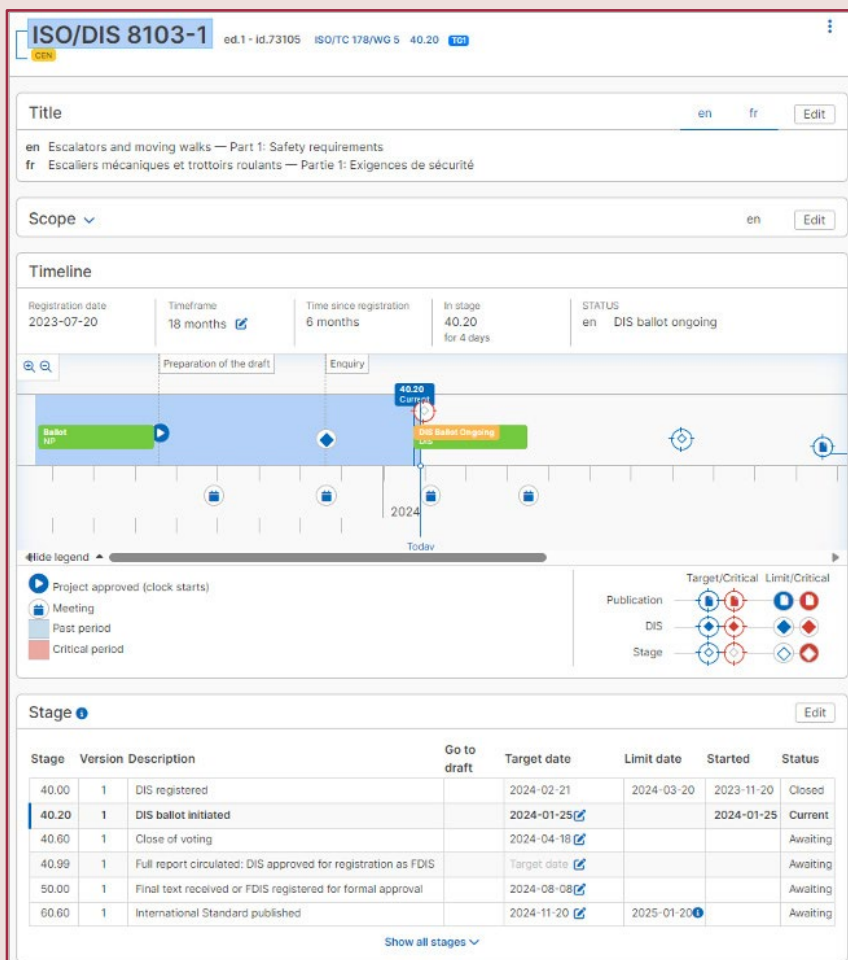 ISO/DIS 8103-1 ed.1 - id.73105 ISO/TC 178/WG 5 40.20 T01
CEN
Title en fr Edit
en Escalators and moving walks — Part 1: Safety requirements
fr Escaliers mécaniques et trottoirs roulants — Partie 1: Exigences de sécurité
Scope en Edit
Timeline
Registration date Timeframe Time since registration In stage STATUS
2023-07-20 18 months 6 months 40.20 en DIS ballot ongoing
for 4 days
Preparation of the draft Enquiry
40.20
Current
Ballot DIS Ballot Ongoing
NP DIS
2024
Today
Hide legend
Project approved (clock starts) Target/Critical Limit/Critical
Publication
Meeting
DIS
Past period
Critical period Stage
Stage Edit
Stage Version Description Go to draft Target date Limit date Started Status
40.00 1 DIS registered 2024-02-21 2024-03-20 2023-11-20 Closed
40.20 1 DIS ballot initiated 2024-01-25 2024-01-25 Current
40.60 1 Close of voting 2024-04-18 Awaiting
40.99 1 Full report circulated: DIS approved for registration as FDIS Target date Awaiting
50.00 1 Final text received or FDIS registered for formal approval 2024-08-08 Awaiting
60.60 1 International Standard published 2024-11-20 2025-01-20 Awaiting
Show all stages